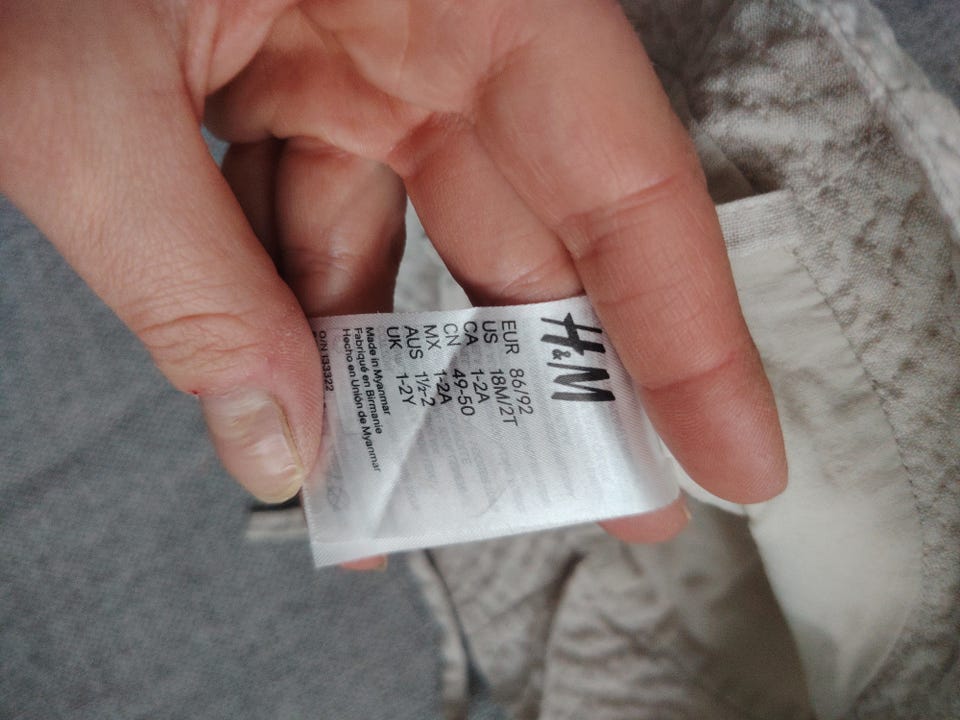 H&M
EUR 86/92
US 18M/2T
CA 1-2A
CN 49-50
MX 1-2A
AUS 1½-2
UK 1-2Y
Made in Myanmar
Fabriqué en Birmanie
Hecho en Unión de Myanmar
O/N 133322